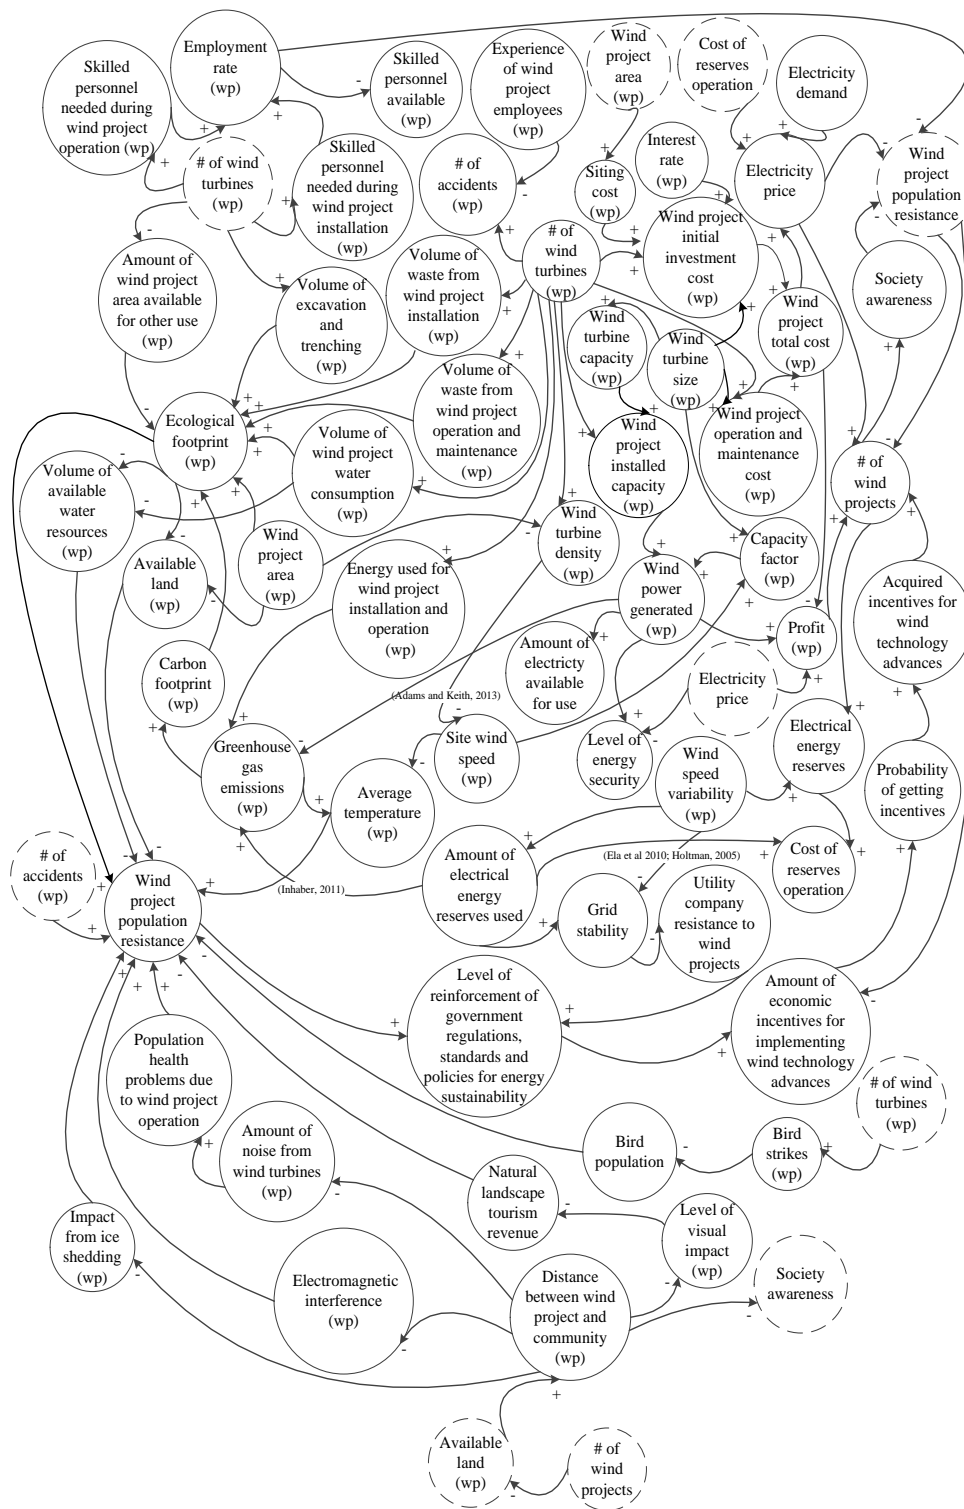 Employment
rate
(wp)
Skilled
personnel
needed during
wind project
operation (wp)
Skilled
personnel
available
(wp)
Experience
of wind
project
employees
(wp)
Wind
project
area
(wp)
Cost of
reserves
operation
Electricity
demand
# of wind
turbines
(wp)
Skilled
personnel
needed during
wind project
installation
(wp)
# of
accidents
(wp)
Siting
cost
(wp)
Interest
rate
(wp)
Electricity
price
Wind
project
population
resistance
Amount of
wind project
area available
for other use
(wp)
Volume of
excavation
and
trenching
(wp)
Volume of
waste from
wind project
installation
(wp)
# of
wind
turbines
(wp)
Wind project
initial
investment
cost
(wp)
Society
awareness
Wind
turbine
capacity
(wp)
Wind
turbine
size
(wp)
Wind
project
total cost
(wp)
Ecological
footprint
(wp)
Volume of
waste from
wind project
operation and
maintenance
(wp)
Wind
project
installed
capacity
(wp)
Wind project
operation and
maintenance
cost
(wp)
Volume of
available
water
resources
(wp)
Volume of
wind project
water
consumption
(wp)
# of
wind
projects
Wind
project
area
(wp)
Wind
turbine
density
(wp)
Capacity
factor
(wp)
Available
land
(wp)
Energy used for
wind project
installation and
operation
(wp)
Wind
power
generated
(wp)
Acquired
incentives for
wind
technology
advances
Carbon
footprint
(wp)
Amount of
electricty
available
for use
Profit
(wp)
(Adams and Keith, 2013)
Electricity
price
Greenhouse
gas
emissions
(wp)
Site wind
speed
(wp)
Level of
energy
security
Electrical
energy
reserves
Average
temperature
(wp)
Wind
speed
variability
(wp)
Probability
of getting
incentives
# of
accidents
(wp)
Wind
project
population
resistance
(Inhaber, 2011)
Amount of
electrical
energy
reserves used
(Ela et al 2010; Holtman, 2005)
Cost of
reserves
operation
Grid
stability
Utility
company
resistance to
wind
projects
Level of
reinforcement of
government
regulations,
standards and
policies for energy
sustainability
Amount of
economic
incentives for
implementing
wind technology
advances
Population
health
problems due
to wind project
operation
# of wind
turbines
(wp)
Amount of
noise from
wind turbines
(wp)
Bird
population
Bird
strikes
(wp)
Natural
landscape
tourism
revenue
Level of
visual
impact
(wp)
Impact
from ice
shedding
(wp)
Electromagnetic
interference
(wp)
Distance
between wind
project and
community
(wp)
Society
awareness
Available
land
(wp)
# of
wind
projects